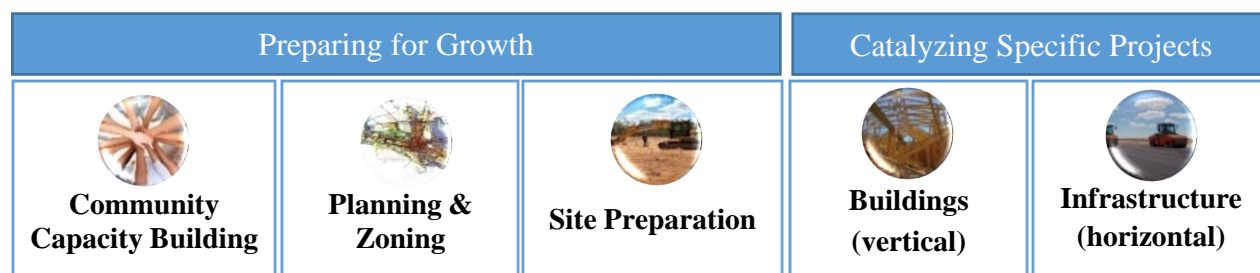 Preparing for Growth
Catalyzing Specific Projects
Community
Capacity Building
Planning &
Zoning
Site Preparation
Buildings
(vertical)
Infrastructure
(horizontal)